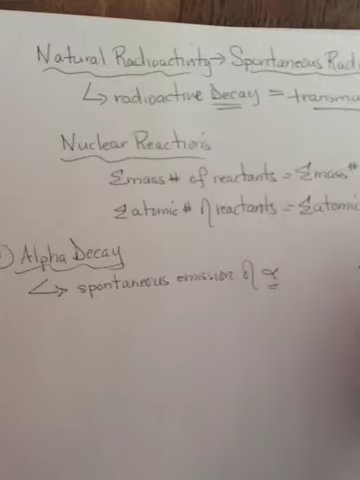 Natural Radioactivity → Spontaneous Rad
↳ radioactive Decay = transmu
Nuclear Reactions
Σmass# of reactants = Σmass#
Σatomic# of reactants = Σatomic
) Alpha Decay
↳ spontaneous emission of α